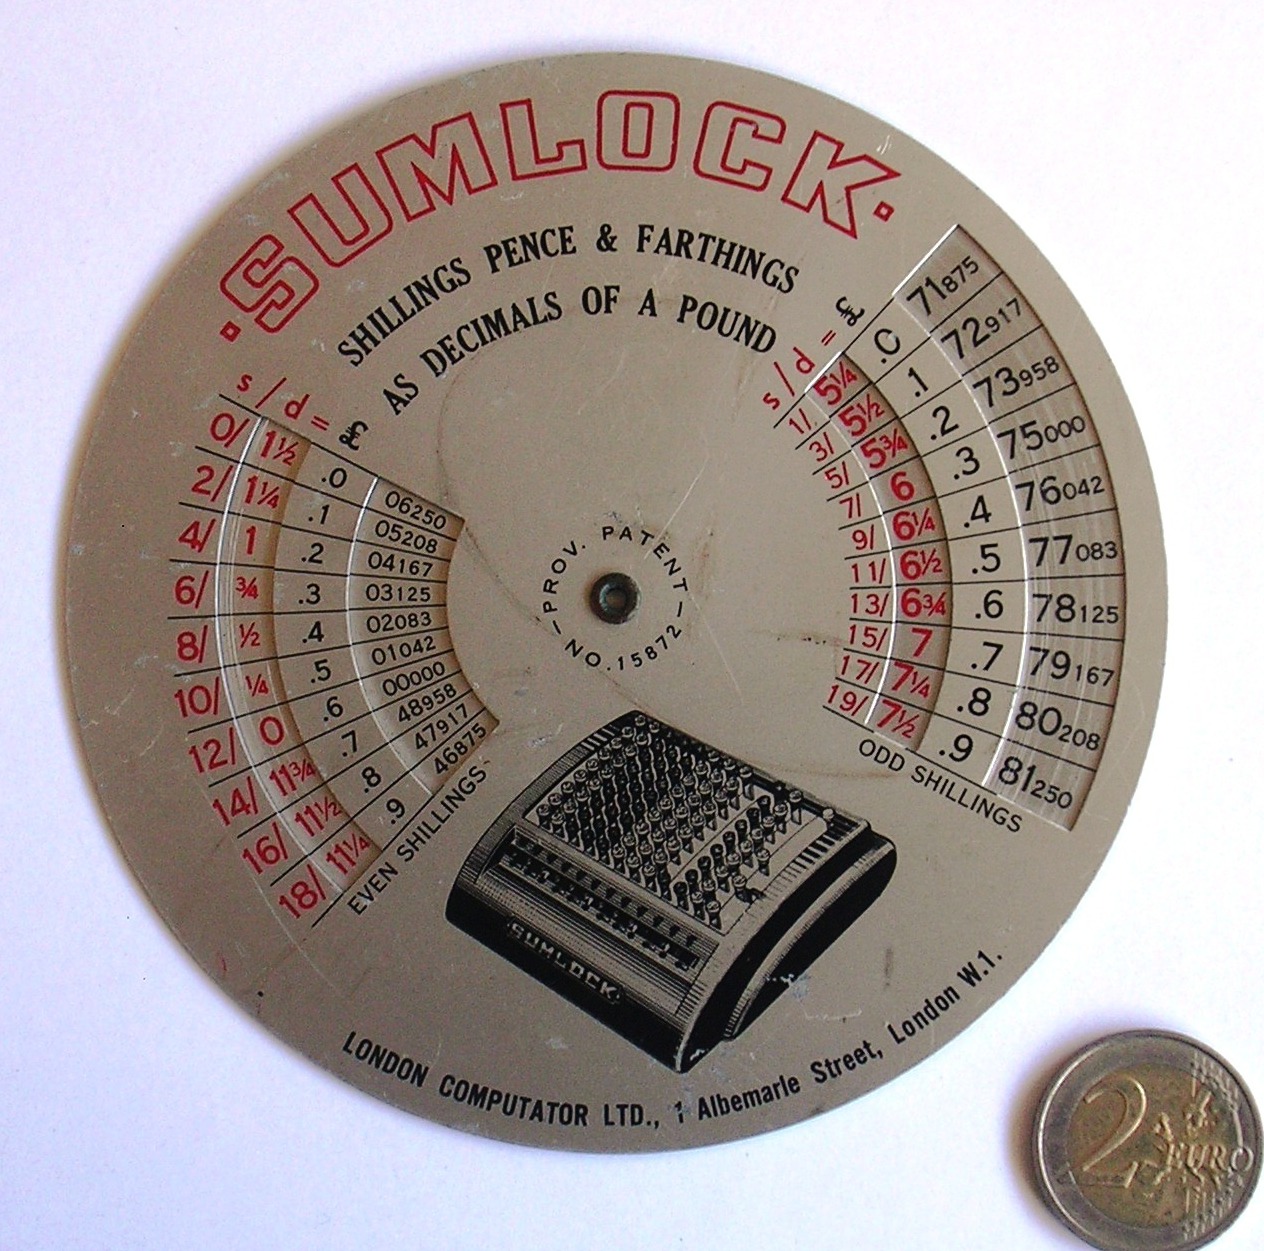 ·SUMLOCK·
SHILLINGS PENCE & FARTHINGS
AS DECIMALS OF A POUND
s / d = £
0/ 1½ .0 06250
2/ 1¼ .1 05208
4/ 1 .2 04167
6/ ¾ .3 03125
8/ ½ .4 02083
10/ ¼ .5 01042
12/ 0 .6 00000
14/ 11¾ .7 48958
16/ 11½ .8 47917
18/ 11¼ .9 46875
EVEN SHILLINGS
s / d = £
1/ 5¼ .0 71875
3/ 5½ .1 72917
5/ 5¾ .2 73958
7/ 6 .3 75000
9/ 6¼ .4 76042
11/ 6½ .5 77083
13/ 6¾ .6 78125
15/ 7 .7 79167
17/ 7¼ .8 80208
19/ 7½ .9 81250
ODD SHILLINGS
PROV. PATENT
NO. 15872
SUMLOCK
LONDON COMPUTATOR LTD., 1 Albemarle Street, London W.1.
2 EURO